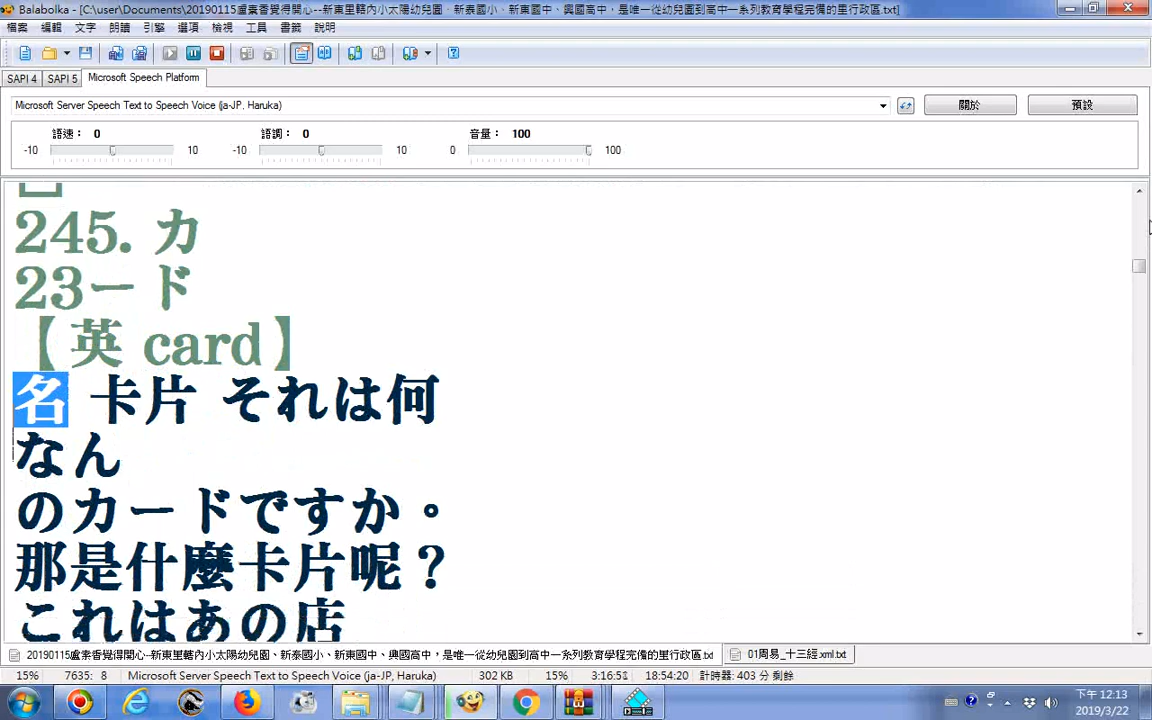 Balabolka - [C:\user\Documents\20190115盧素香覺得開心--新東里轄內小太陽幼兒園、新泰國小、新東國中、興國高中，是唯一從幼兒園到高中一系列教育學程完備的里行政區.txt]
檔案 編輯 文字 朗讀 引擎 選項 檢視 工具 書籤 說明
SAPI 4 SAPI 5 Microsoft Speech Platform
Microsoft Server Speech Text to Speech Voice (ja-JP, Haruka) 關於 預設
語速： 0 語調： 0 音量： 100
-10 10 -10 10 0 100
245. カ
23ード
【英 card】
名 卡片 それは何
なん
のカードですか。
那是什麼卡片呢？
これはあの店
20190115盧素香覺得開心--新東里轄內小太陽幼兒園、新泰國小、新東國中、興國高中，是唯一從幼兒園到高中一系列教育學程完備的里行政區.txt 01周易_十三經.xml.txt
15% 7635: 8 Microsoft Server Speech Text to Speech Voice (ja-JP, Haruka) 302 KB 15% 3:16:51 18:54:20 計時器: 403 分 剩餘
下午 12:13
2019/3/22